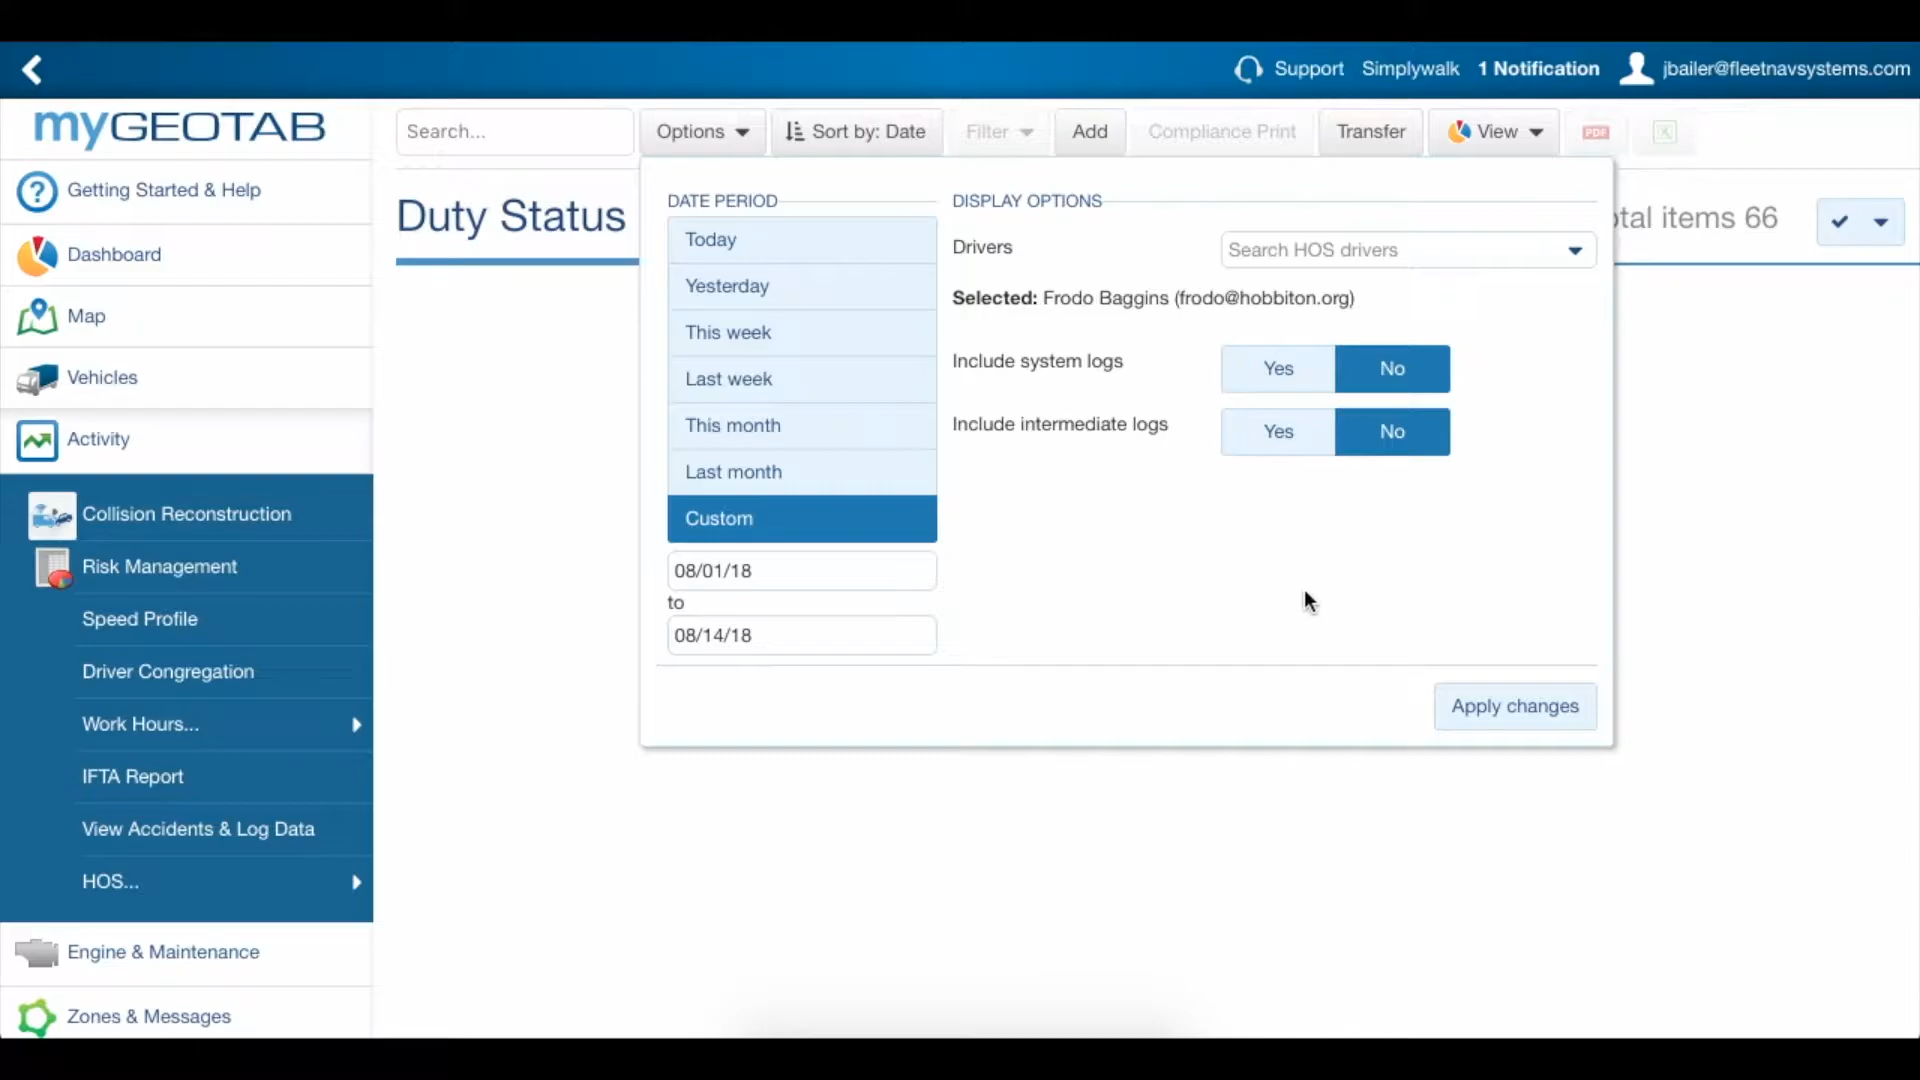 Support Simplywalk 1 Notification jbailer@fleetnavsystems.com
myGEOTAB
Search... Options Sort by: Date Filter Add Compliance Print Transfer View PDF
Getting Started & Help
Dashboard
Map
Vehicles
Activity
Collision Reconstruction
Risk Management
Speed Profile
Driver Congregation
Work Hours...
IFTA Report
View Accidents & Log Data
HOS...
Engine & Maintenance
Zones & Messages
Duty Status
tal items 66
DATE PERIOD
Today
Yesterday
This week
Last week
This month
Last month
Custom
08/01/18
to
08/14/18
DISPLAY OPTIONS
Drivers Search HOS drivers
Selected: Frodo Baggins (frodo@hobbiton.org)
Include system logs Yes No
Include intermediate logs Yes No
Apply changes